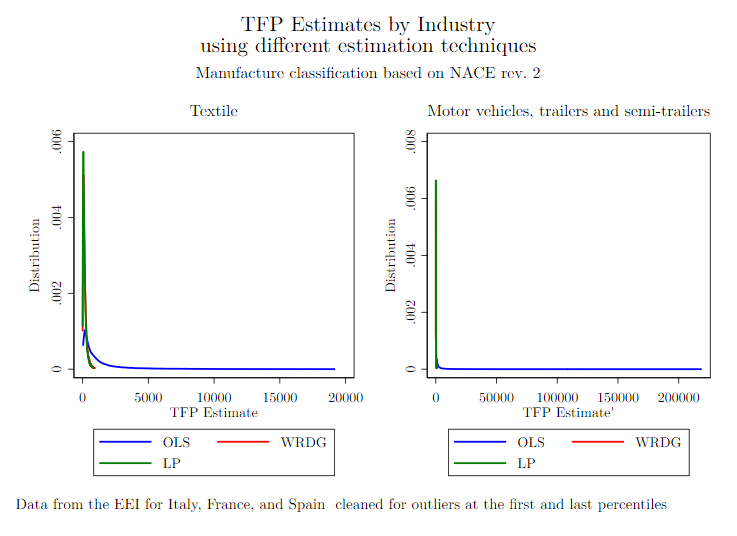 TFP Estimates by Industry
using different estimation techniques
Manufacture classification based on NACE rev. 2
Textile
Distribution
.006
.004
.002
0
0 5000 10000 15000 20000
TFP Estimate
OLS WRDG
LP
Motor vehicles, trailers and semi-trailers
Distribution
.008
.006
.004
.002
0
0 50000 100000 150000 200000
TFP Estimate'
OLS WRDG
LP
Data from the EEI for Italy, France, and Spain  cleaned for outliers at the first and last percentiles